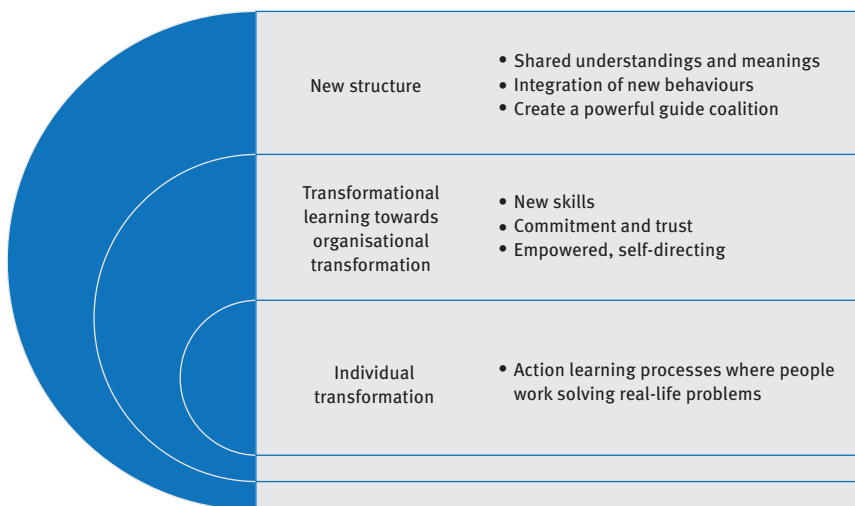 New structure
• Shared understandings and meanings
• Integration of new behaviours
• Create a powerful guide coalition
Transformational
learning towards
organisational
transformation
• New skills
• Commitment and trust
• Empowered, self-directing
Individual
transformation
• Action learning processes where people
work solving real-life problems